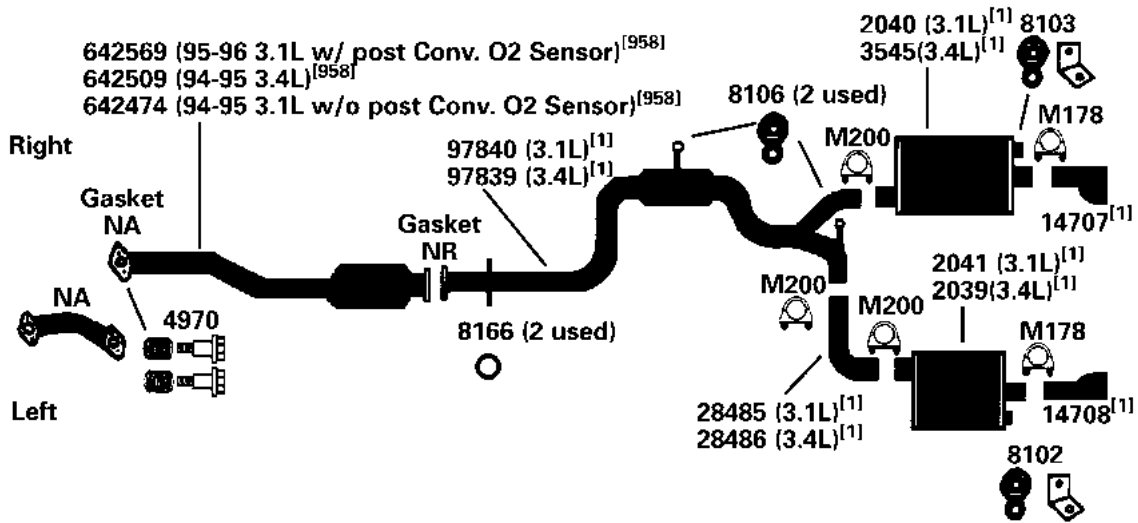 642569 (95-96 3.1L w/ post Conv. O2 Sensor)[958]
642509 (94-95 3.4L)[958]
642474 (94-95 3.1L w/o post Conv. O2 Sensor)[958]
2040 (3.1L)[1]
3545(3.4L)[1]
8103
8106 (2 used)
M200
M178
Right
97840 (3.1L)[1]
97839 (3.4L)[1]
Gasket
NA
Gasket
NR
14707[1]
NA
4970
8166 (2 used)
M200
M200
2041 (3.1L)[1]
2039(3.4L)[1]
M178
Left
28485 (3.1L)[1]
28486 (3.4L)[1]
14708[1]
8102